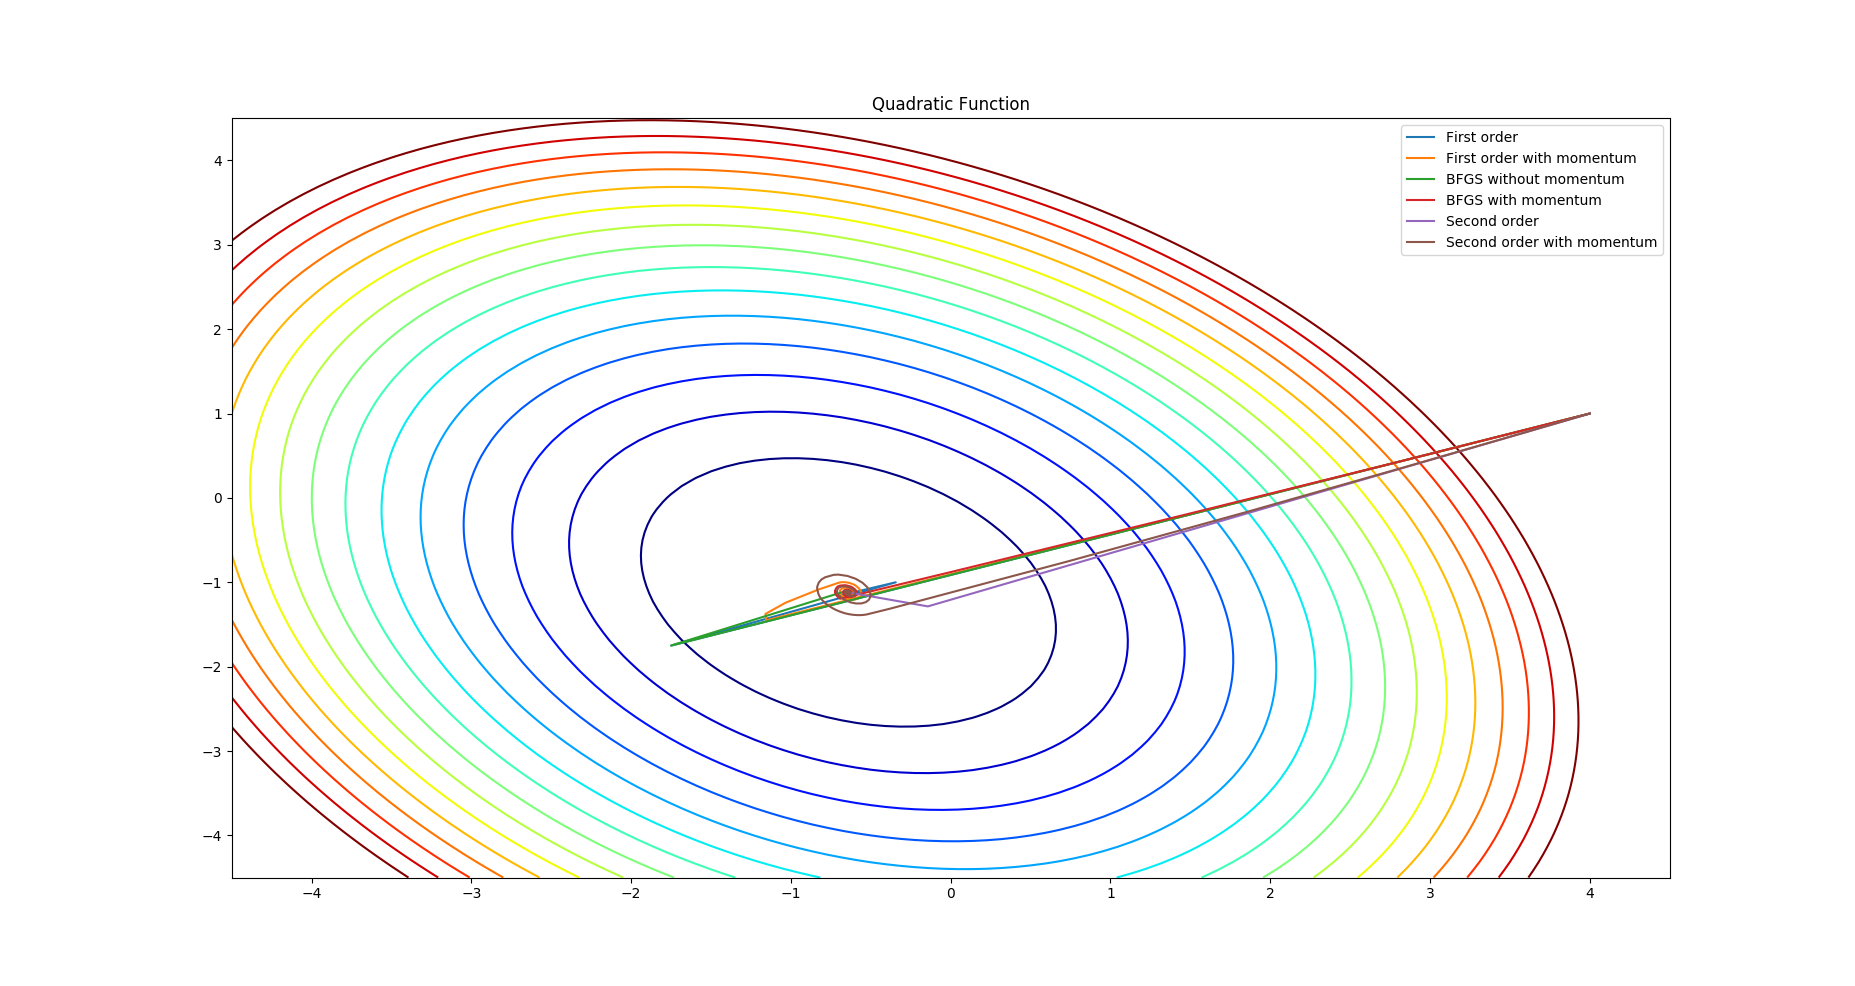 Quadratic Function
First order
First order with momentum
BFGS without momentum
BFGS with momentum
Second order
Second order with momentum
4
3
2
1
0
−1
−2
−3
−4
−4 −3 −2 −1 0 1 2 3 4